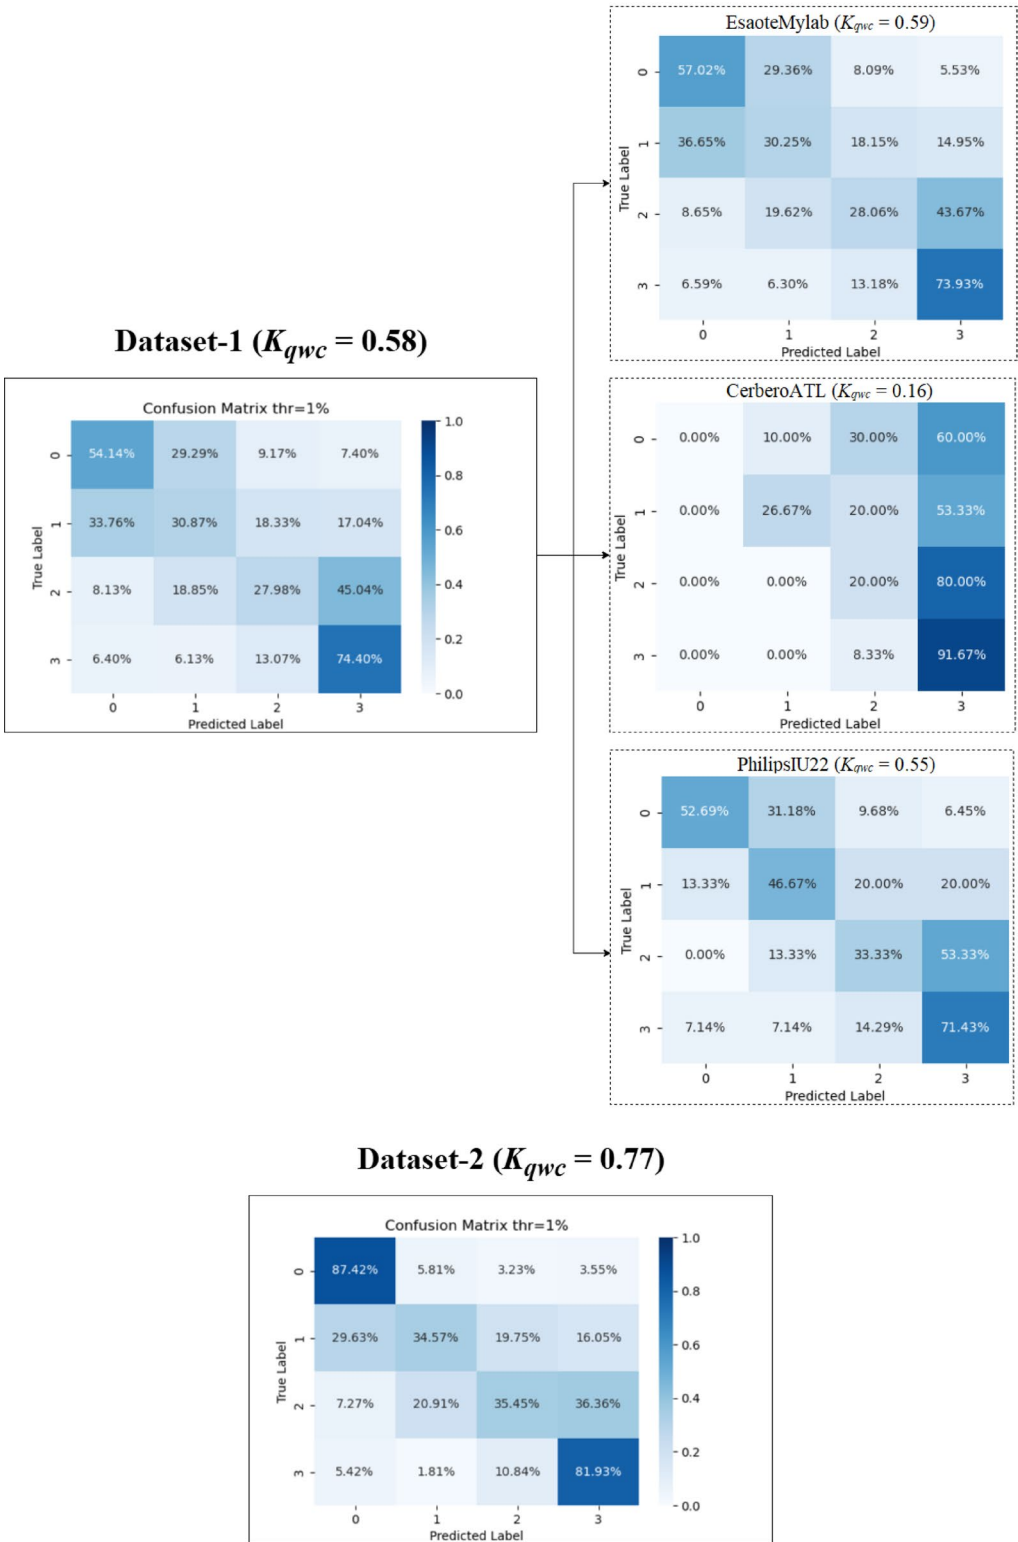 EsaoteMylab (Kqwc = 0.59)
0 57.02% 29.36% 8.09% 5.53%
1 36.65% 30.25% 18.15% 14.95%
2 8.65% 19.62% 28.06% 43.67%
3 6.59% 6.30% 13.18% 73.93%
True Label
0 1 2 3
Predicted Label
Dataset-1 (Kqwc = 0.58)
Confusion Matrix thr=1%
0 54.14% 29.29% 9.17% 7.40%
1 33.76% 30.87% 18.33% 17.04%
2 8.13% 18.85% 27.98% 45.04%
3 6.40% 6.13% 13.07% 74.40%
True Label
0 1 2 3
Predicted Label
1.0
0.8
0.6
0.4
0.2
0.0
CerberoATL (Kqwc = 0.16)
0 0.00% 10.00% 30.00% 60.00%
1 0.00% 26.67% 20.00% 53.33%
2 0.00% 0.00% 20.00% 80.00%
3 0.00% 0.00% 8.33% 91.67%
True Label
0 1 2 3
Predicted Label
PhilipsIU22 (Kqwc = 0.55)
0 52.69% 31.18% 9.68% 6.45%
1 13.33% 46.67% 20.00% 20.00%
2 0.00% 13.33% 33.33% 53.33%
3 7.14% 7.14% 14.29% 71.43%
True Label
0 1 2 3
Predicted Label
Dataset-2 (Kqwc = 0.77)
Confusion Matrix thr=1%
0 87.42% 5.81% 3.23% 3.55%
1 29.63% 34.57% 19.75% 16.05%
2 7.27% 20.91% 35.45% 36.36%
3 5.42% 1.81% 10.84% 81.93%
True Label
0 1 2 3
Predicted Label
1.0
0.8
0.6
0.4
0.2
0.0